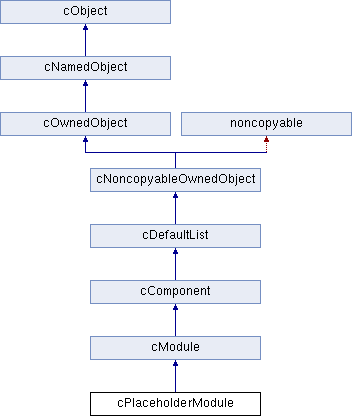 cObject
cNamedObject
cOwnedObject
noncopyable
cNoncopyableOwnedObject
cDefaultList
cComponent
cModule
cPlaceholderModule